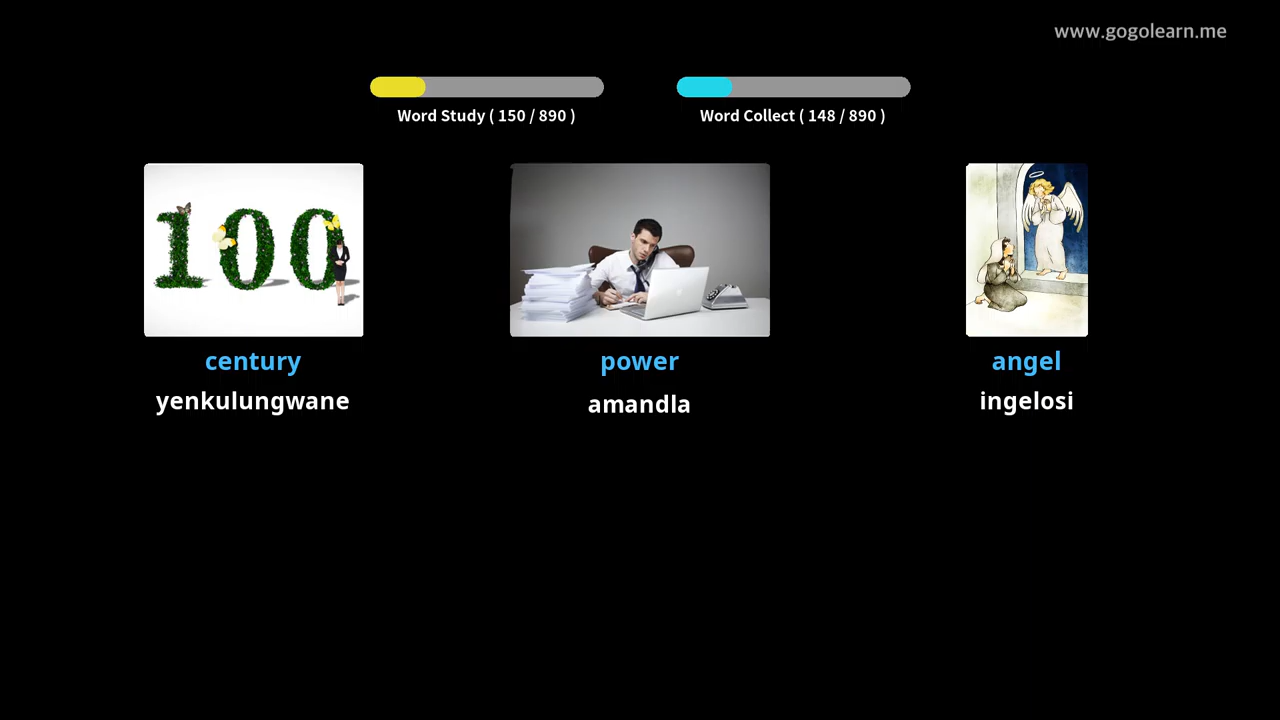 www.gogolearn.me
Word Study ( 150 / 890 )
Word Collect ( 148 / 890 )
100
century
power
angel
yenkulungwane
amandla
ingelosi